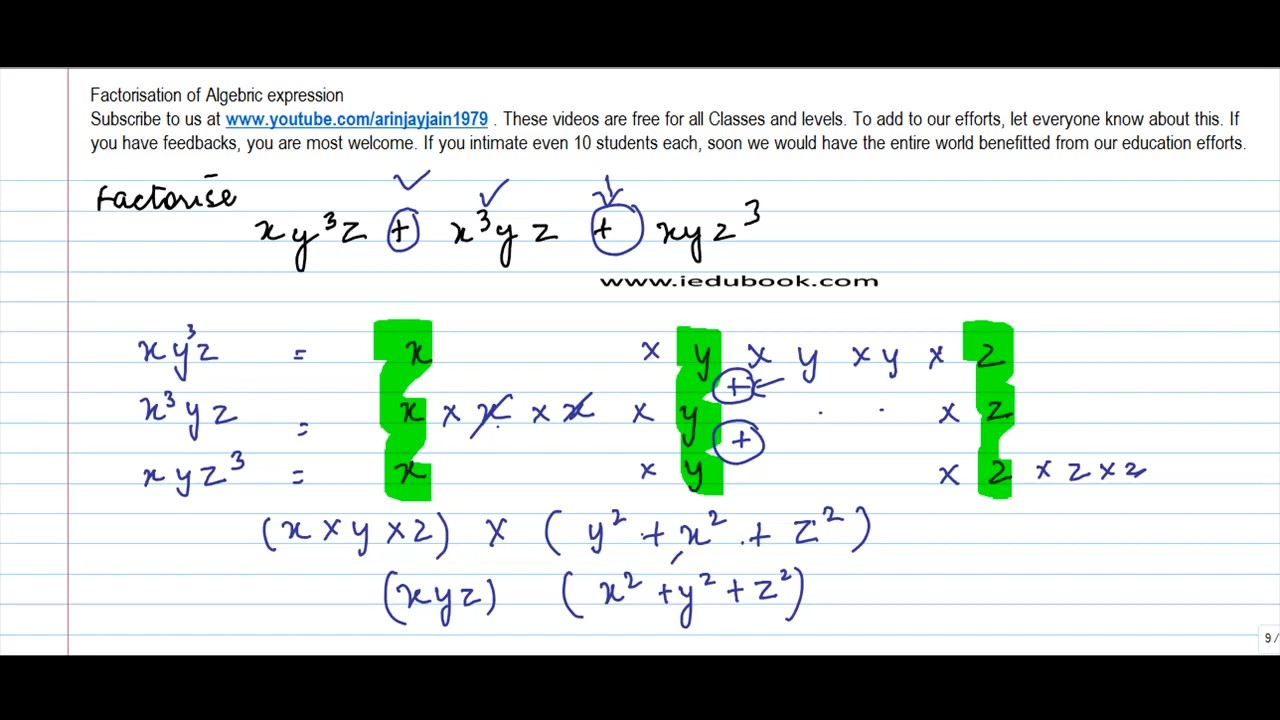 Factorisation of Algebric expression
Subscribe to us at www.youtube.com/arinjayjain1979 . These videos are free for all Classes and levels. To add to our efforts, let everyone know about this. If
you have feedbacks, you are most welcome. If you intimate even 10 students each, soon we would have the entire world benefitted from our education efforts.
Factorise
xy³z + x³yz + xyz³
www.iedubook.com
xy³z = x × y × y × y × z
+
x³yz = x × x × x × y × z
+
xyz³ = x × y × z × z × z
(x × y × z) × (y² + x² + z²)
(xyz) (x² + y² + z²)
9/